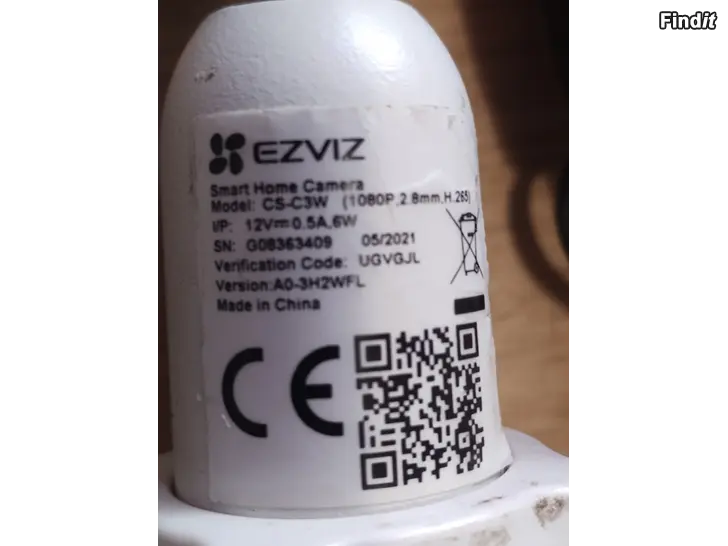 Findit
EZVIZ
Smart Home Camera
Model: CS-C3W (1080P,2.8mm,H.265)
I/P: 12V⎓0.5A,6W
SN: G08363409 05/2021
Verification Code: UGVGJL
Version:A0-3H2WFL
Made in China
CE